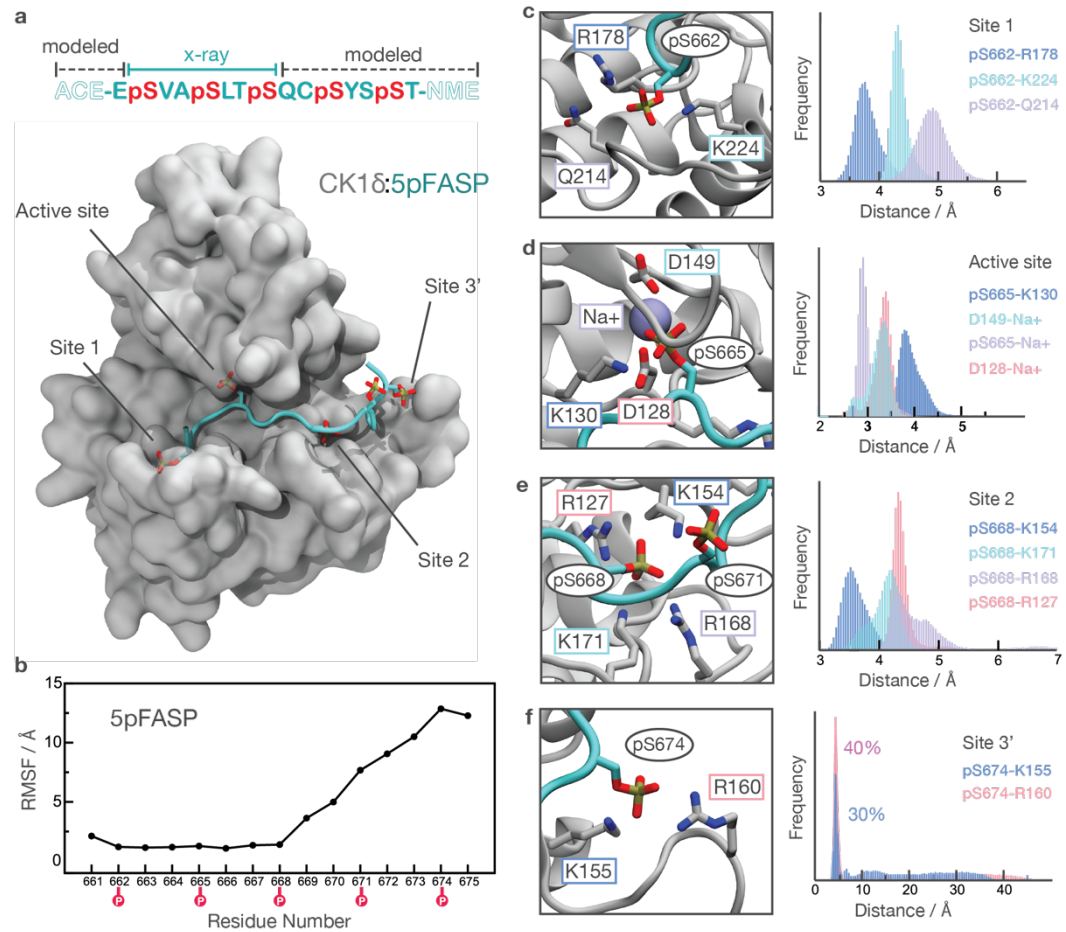 a
modeled
x-ray
modeled
ACE-EpSVApSLTpSQCpSYSpST-NME
CK1δ:5pFASP
Active site
Site 3’
Site 1
Site 2
b
5pFASP
RMSF / Å
15
10
5
0
661 662 663 664 665 666 667 668 669 670 671 672 673 674 675
P P P P P
Residue Number
c
R178
pS662
K224
Q214
Site 1
pS662-R178
pS662-K224
pS662-Q214
Frequency
3 4 5 6
Distance / Å
d
D149
Na+
pS665
K130
D128
Active site
pS665-K130
D149-Na+
pS665-Na+
D128-Na+
Frequency
2 3 4 5
Distance / Å
e
K154
R127
pS668
pS671
K171
R168
Site 2
pS668-K154
pS668-K171
pS668-R168
pS668-R127
Frequency
3 4 5 6 7
Distance / Å
f
pS674
R160
K155
40%
30%
Site 3’
pS674-K155
pS674-R160
Frequency
0 10 20 30 40
Distance / Å